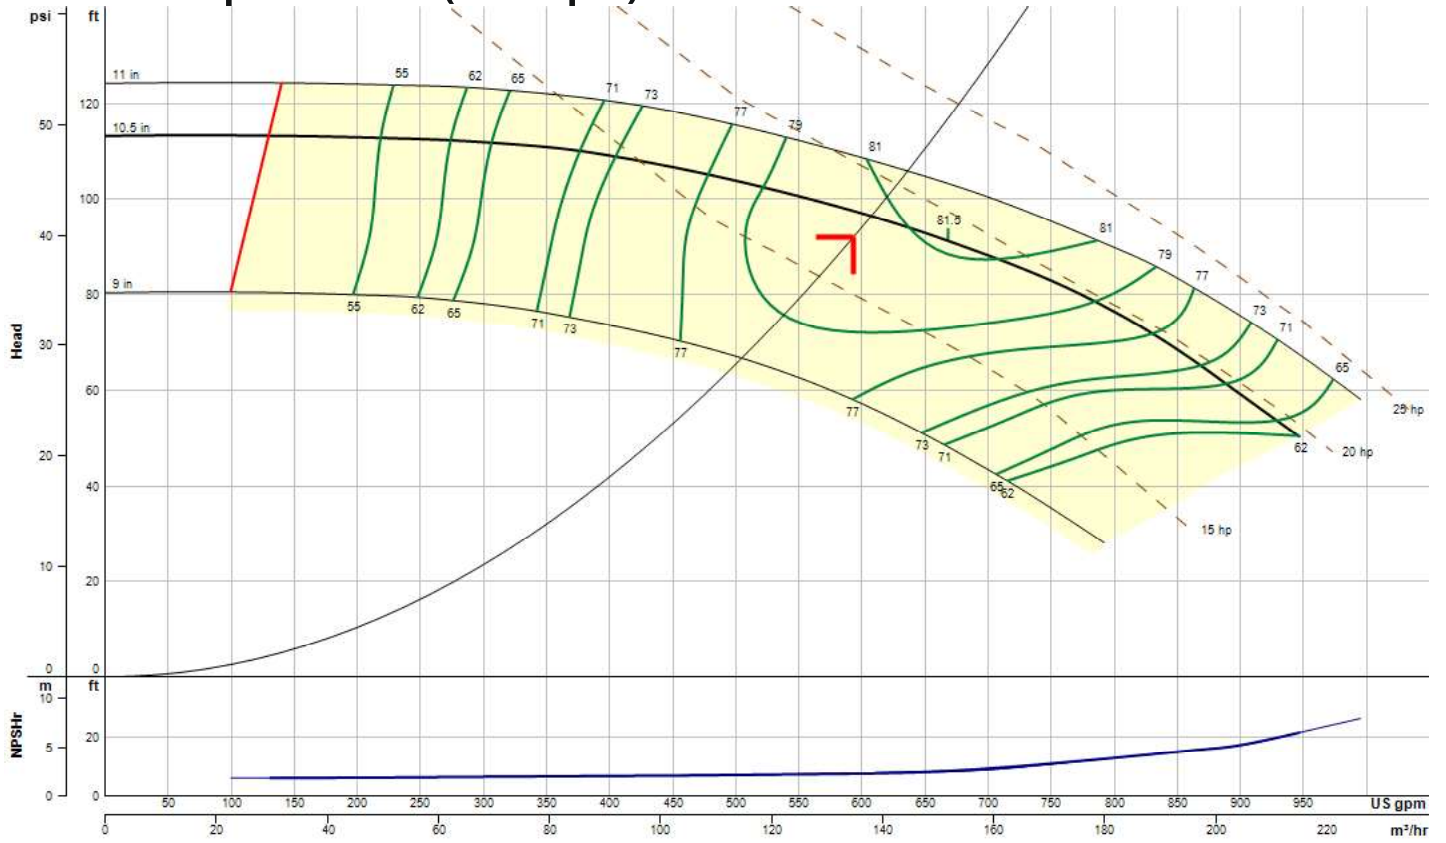 psi ft
11 in
10.5 in
9 in
120
100
80
60
40
20
0
50
40
30
20
10
0
Head
55 62 65 71 73 77 79 81
81.5
81 79 77 73 71 65
55 62 65 71 73 77
77 73 71 65 62
62
25 hp
20 hp
15 hp
m ft
10
5
0
20
0
NPSHr
50 100 150 200 250 300 350 400 450 500 550 600 650 700 750 800 850 900 950 US gpm
0 20 40 60 80 100 120 140 160 180 200 220 m³/hr